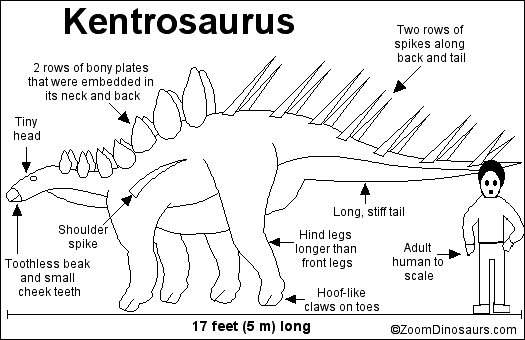 Kentrosaurus
Two rows of
spikes along
back and tail
2 rows of bony plates
that were embedded in
its neck and back
Tiny
head
Shoulder
spike
Long, stiff tail
Toothless beak
and small
cheek teeth
Hind legs
longer than
front legs
Adult
human to
scale
Hoof-like
claws on toes
17 feet (5 m) long
©ZoomDinosaurs.com